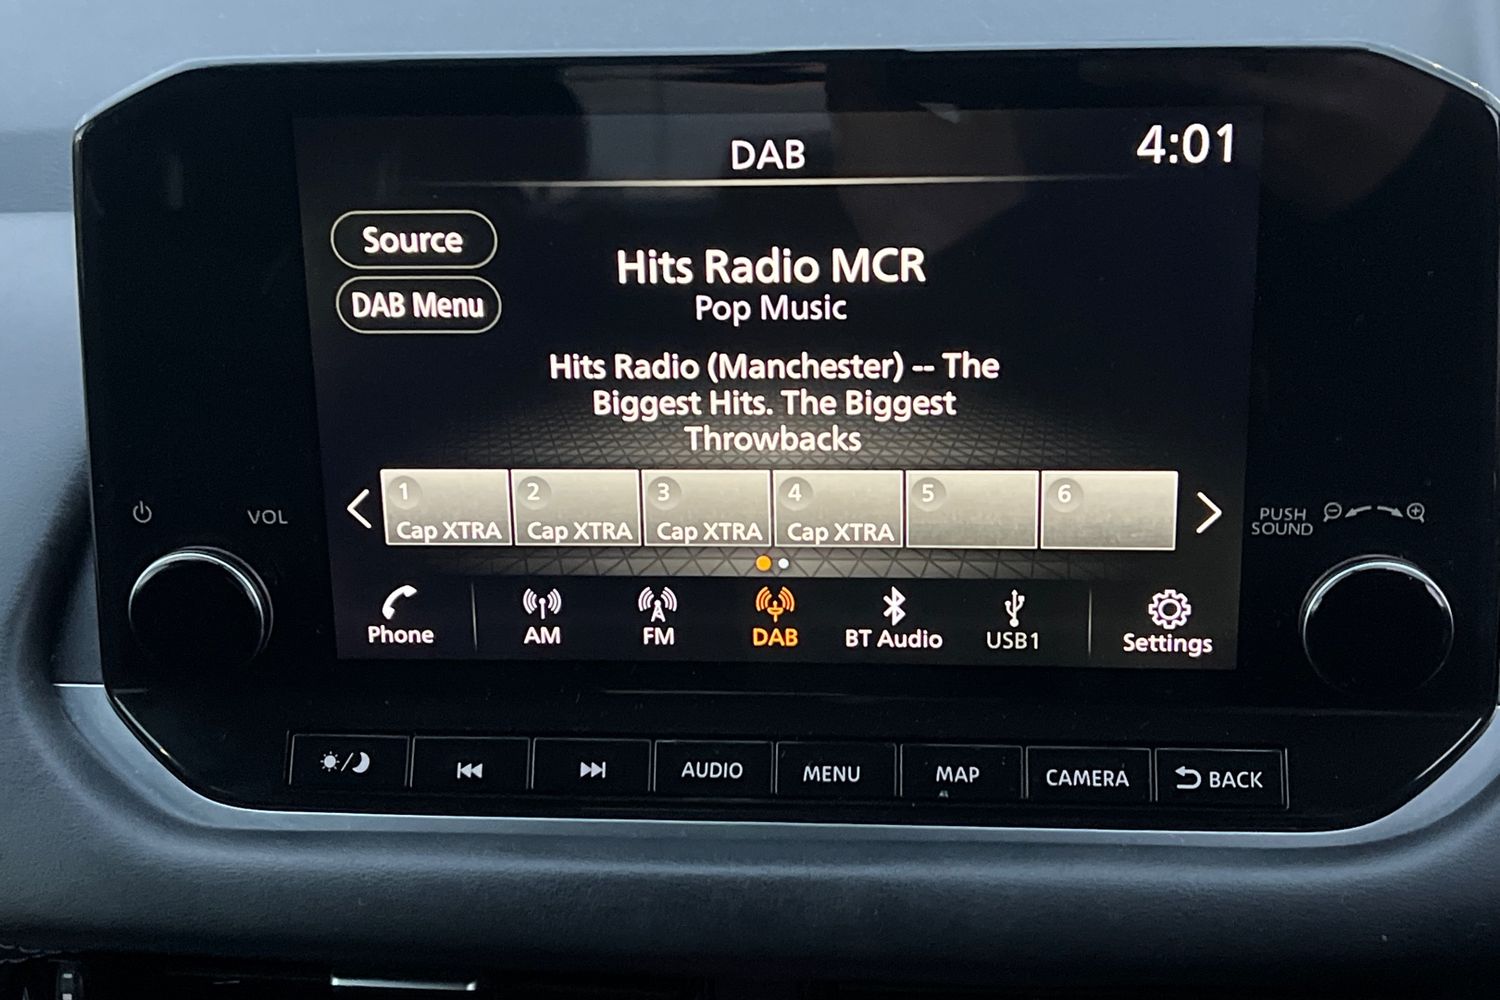 DAB
4:01
Source
DAB Menu
Hits Radio MCR
Pop Music
Hits Radio (Manchester) -- The
Biggest Hits. The Biggest
Throwbacks
1 2 3 4 5 6
Cap XTRA Cap XTRA Cap XTRA Cap XTRA
VOL
PUSH
SOUND
Phone AM FM DAB BT Audio USB1 Settings
AUDIO MENU MAP CAMERA BACK